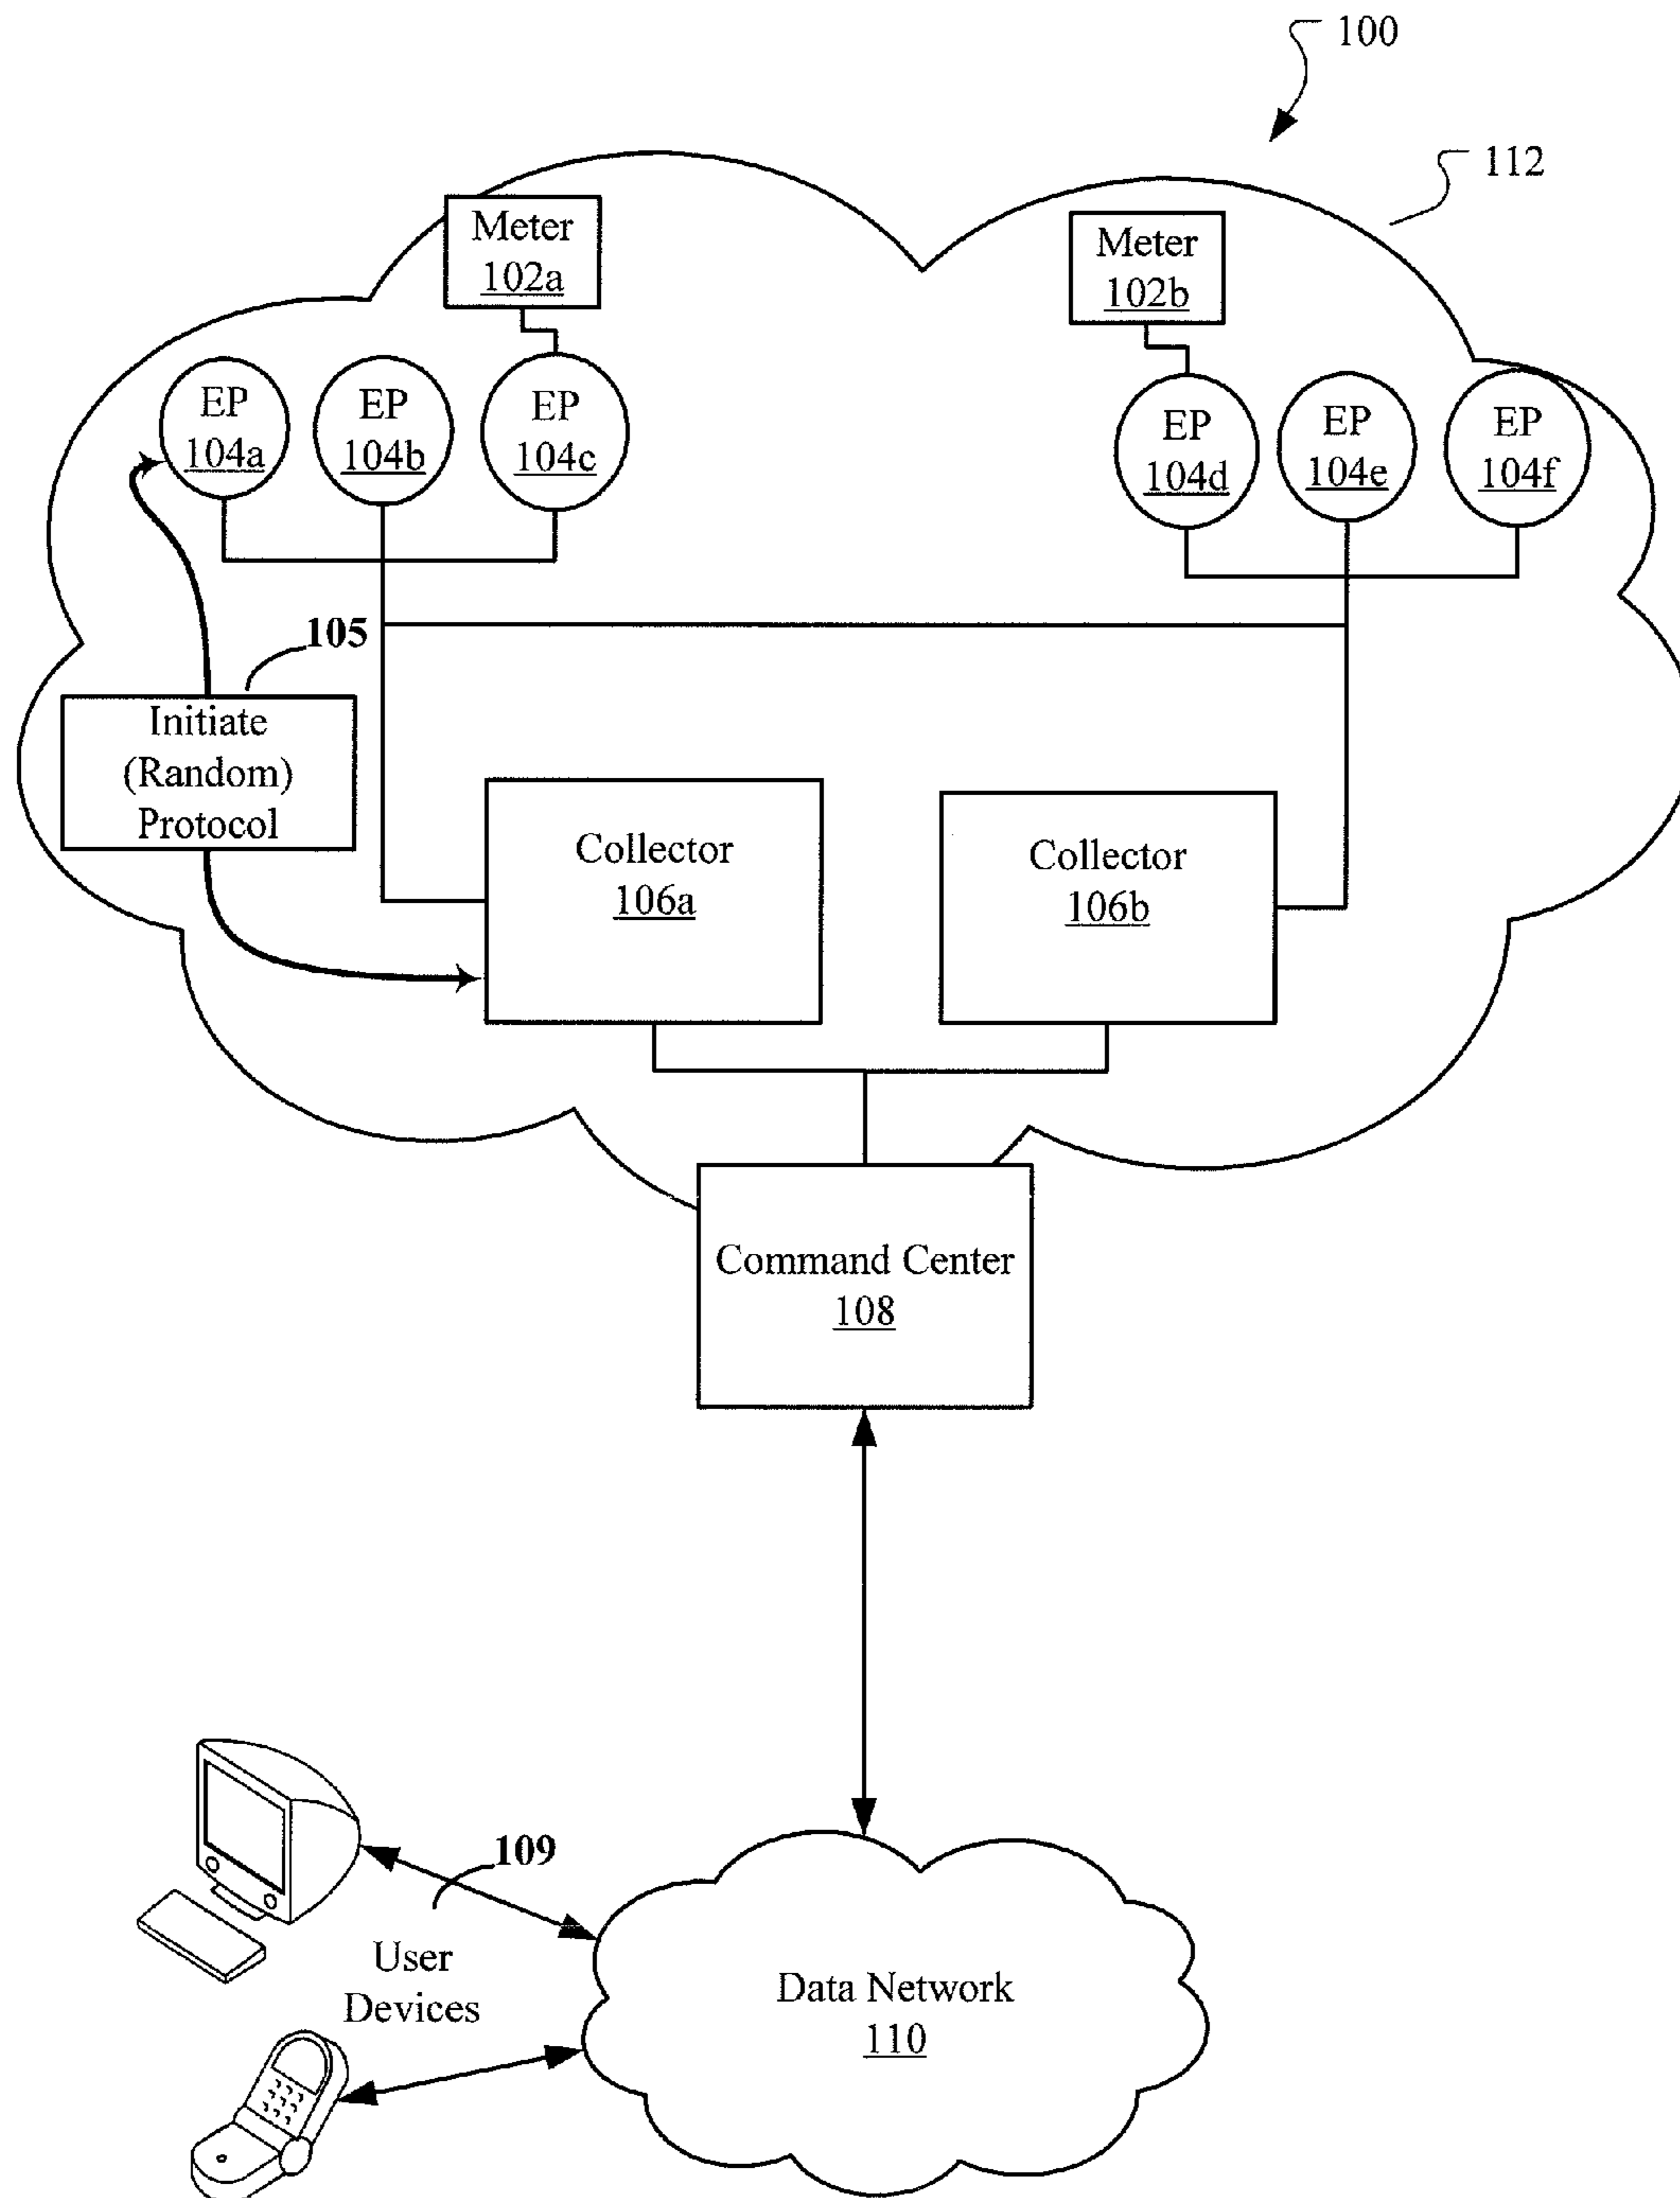 100
112
Meter
102a
Meter
102b
EP
104a
EP
104b
EP
104c
EP
104d
EP
104e
EP
104f
105
Initiate
(Random)
Protocol
Collector
106a
Collector
106b
Command Center
108
109
User
Devices
Data Network
110